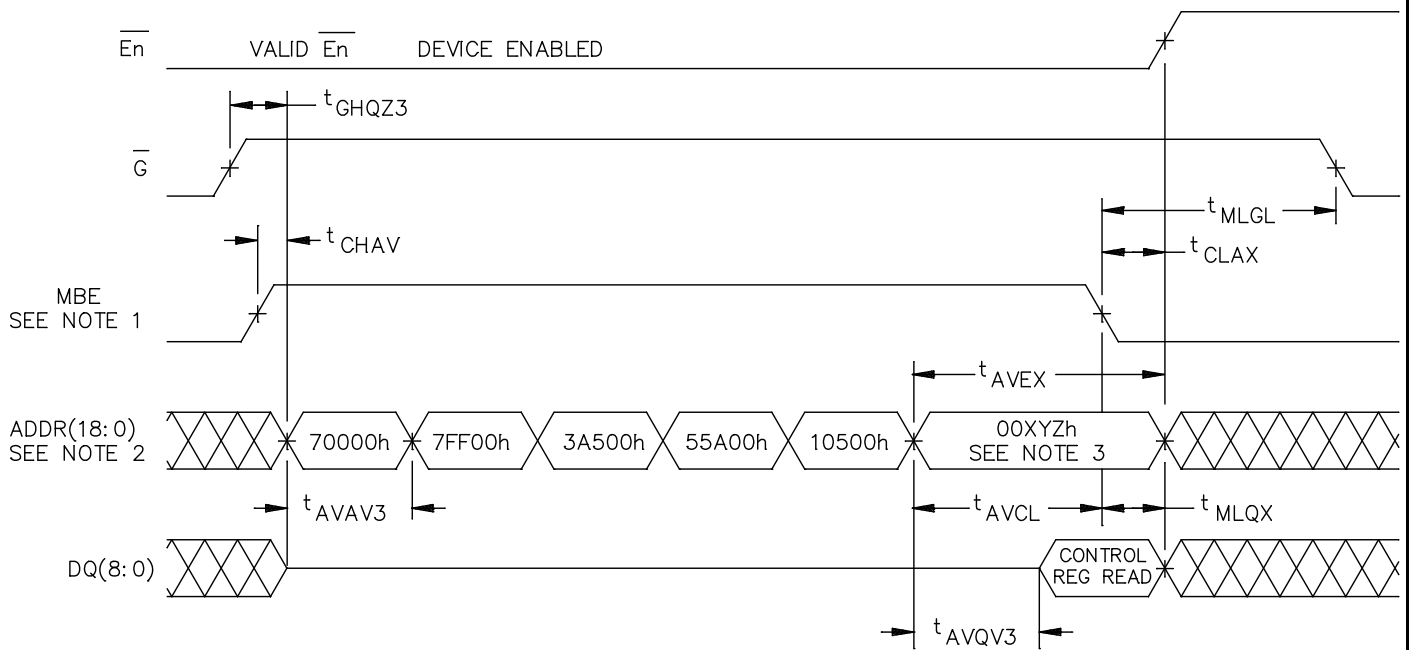 En VALID En DEVICE ENABLED
tGHQZ3
G
tMLGL
tCHAV
tCLAX
MBE
SEE NOTE 1
tAVEX
ADDR(18:0)
SEE NOTE 2
70000h 7FF00h 3A500h 55A00h 10500h 00XYZh
SEE NOTE 3
tAVAV3 tAVCL tMLQX
DQ(8:0)
CONTROL
REG READ
tAVQV3